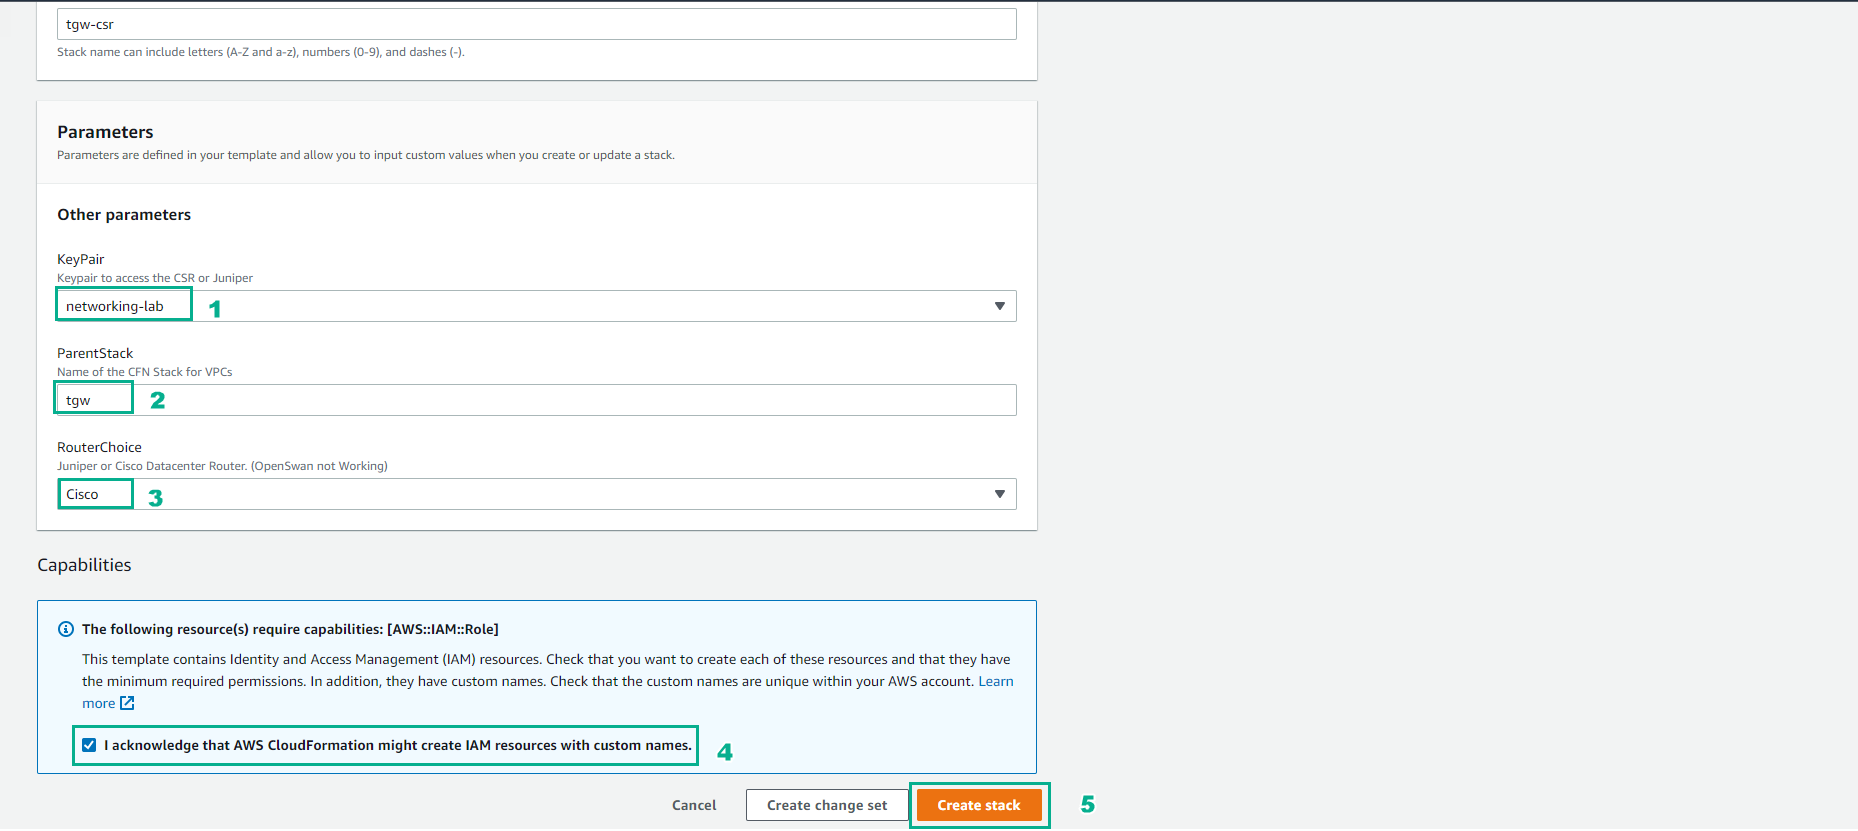 tgw-csr
Stack name can include letters (A-Z and a-z), numbers (0-9), and dashes (-).
Parameters
Parameters are defined in your template and allow you to input custom values when you create or update a stack.
Other parameters
KeyPair
Keypair to access the CSR or Juniper
networking-lab 1
ParentStack
Name of the CFN Stack for VPCs
tgw 2
RouterChoice
Juniper or Cisco Datacenter Router. (OpenSwan not Working)
Cisco 3
Capabilities
The following resource(s) require capabilities: [AWS::IAM::Role]
This template contains Identity and Access Management (IAM) resources. Check that you want to create each of these resources and that they have
the minimum required permissions. In addition, they have custom names. Check that the custom names are unique within your AWS account. Learn
more
I acknowledge that AWS CloudFormation might create IAM resources with custom names. 4
Cancel Create change set Create stack 5